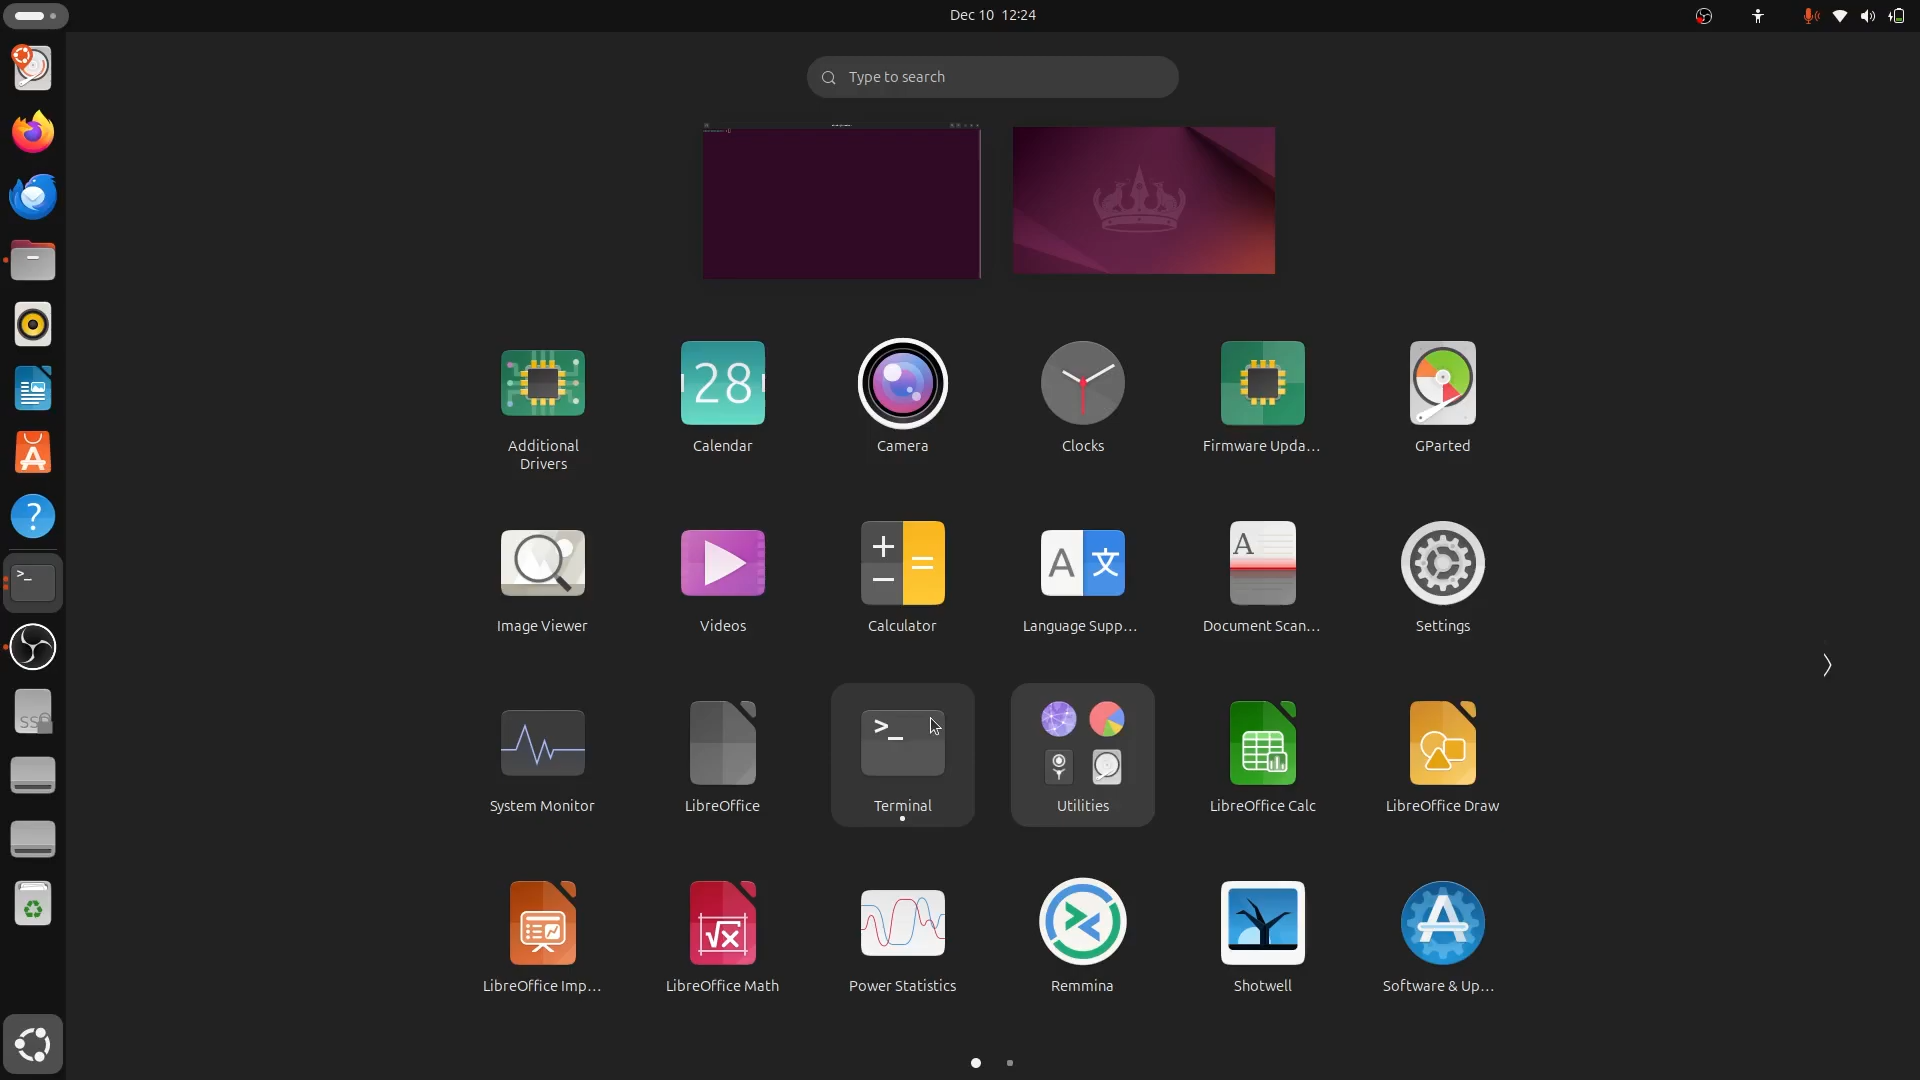 Dec 10 12:24
Type to search
28
Additional
Drivers
Calendar
Camera
Clocks
Firmware Upda…
GParted
A 文
A
Image Viewer
Videos
Calculator
Language Supp…
Document Scan…
Settings
>_
>_
SSD
System Monitor
LibreOffice
Terminal
Utilities
LibreOffice Calc
LibreOffice Draw
√x
LibreOffice Imp…
LibreOffice Math
Power Statistics
Remmina
Shotwell
Software & Up…